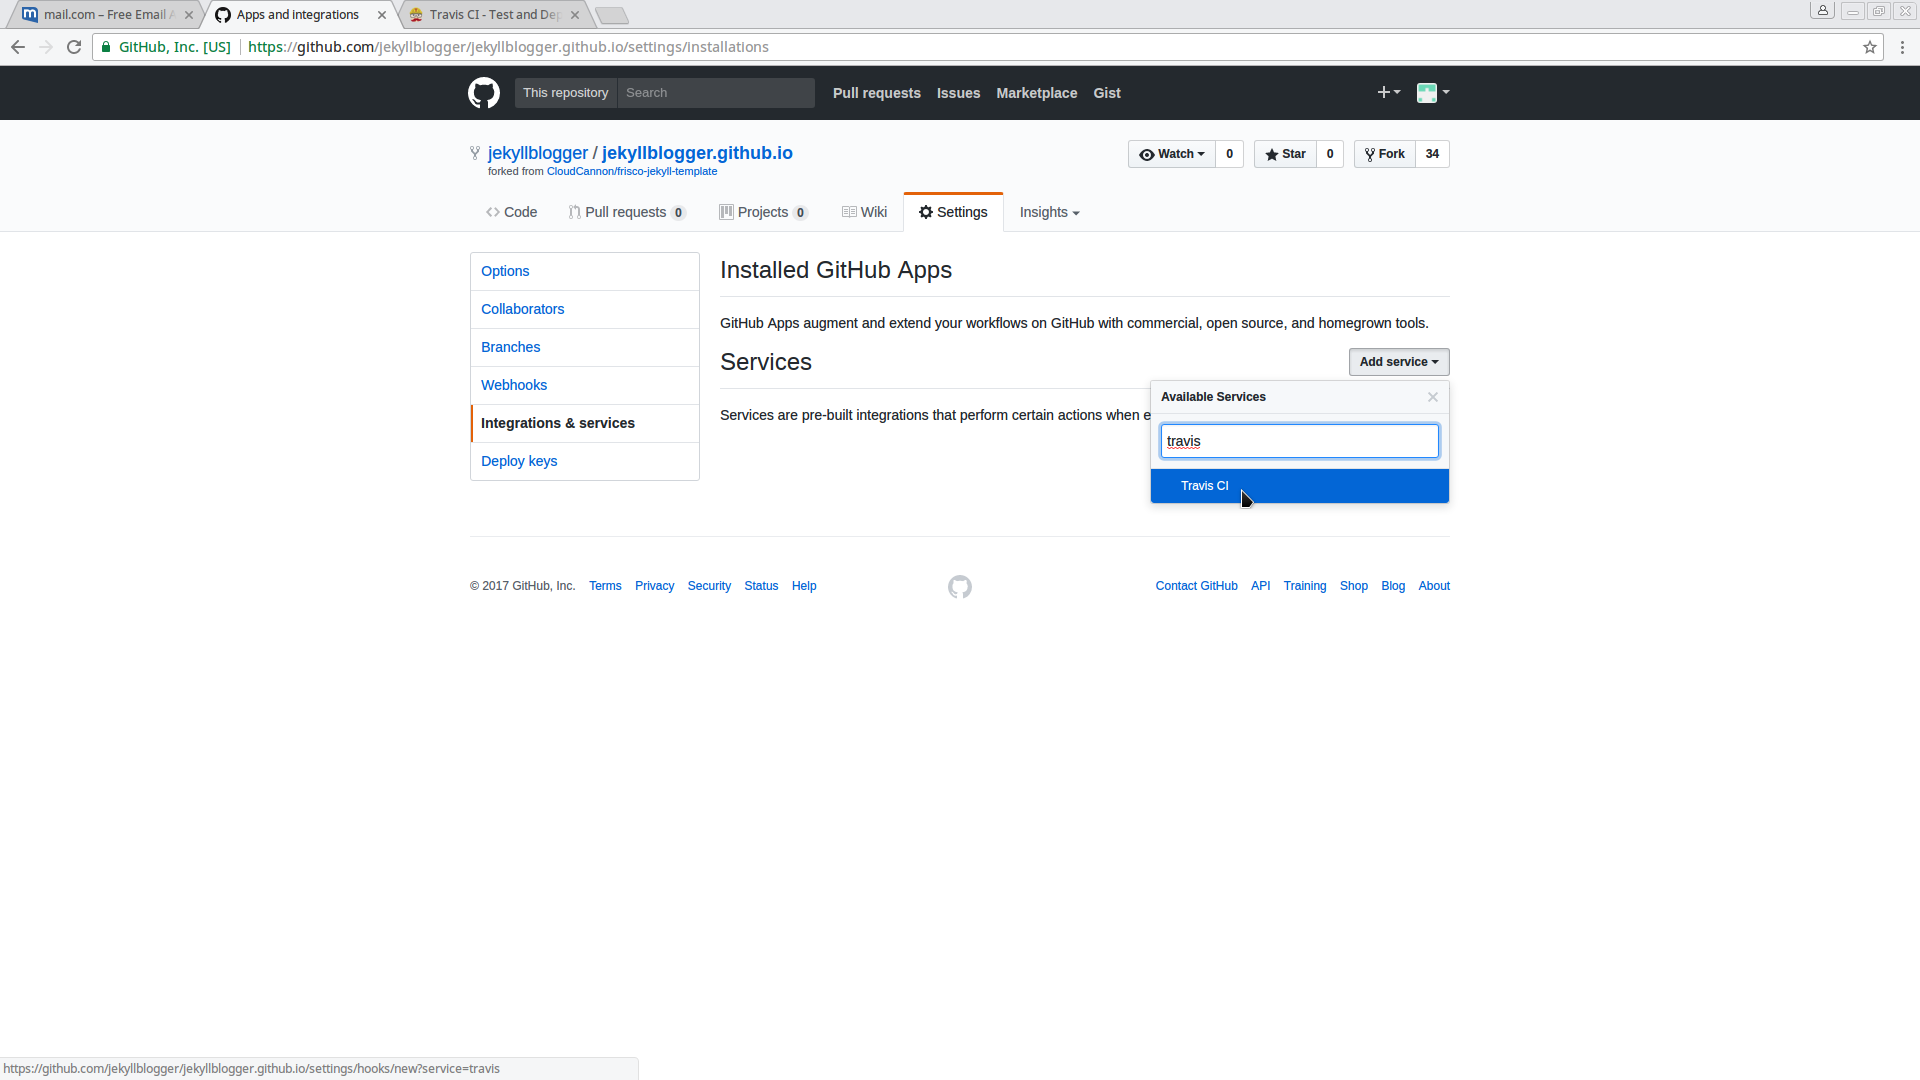 mail.com – Free Email A
Apps and integrations
Travis CI - Test and Dep
GitHub, Inc. [US]
https://github.com/jekyllblogger/jekyllblogger.github.io/settings/installations
This repository
Search
Pull requests
Issues
Marketplace
Gist
jekyllblogger / jekyllblogger.github.io
forked from CloudCannon/frisco-jekyll-template
Watch 0
Star 0
Fork 34
Code
Pull requests 0
Projects 0
Wiki
Settings
Insights
Options
Collaborators
Branches
Webhooks
Integrations & services
Deploy keys
Installed GitHub Apps
GitHub Apps augment and extend your workflows on GitHub with commercial, open source, and homegrown tools.
Services
Add service
Services are pre-built integrations that perform certain actions when e
Available Services
travis
Travis CI
© 2017 GitHub, Inc.
Terms
Privacy
Security
Status
Help
Contact GitHub
API
Training
Shop
Blog
About
https://github.com/jekyllblogger/jekyllblogger.github.io/settings/hooks/new?service=travis